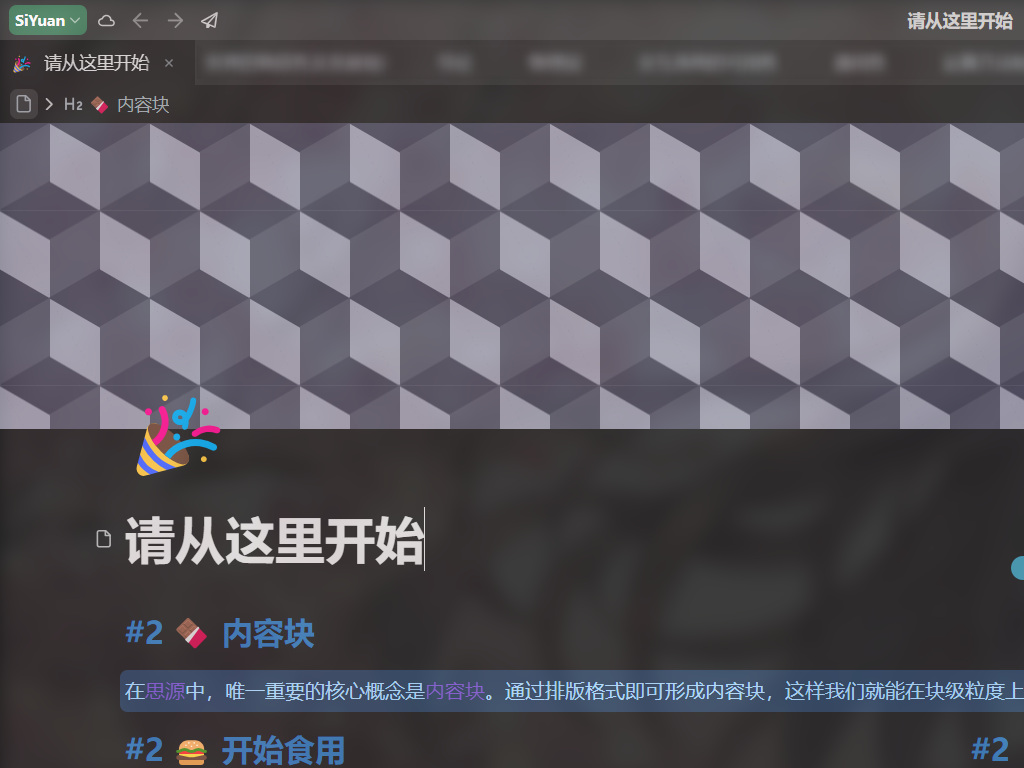 SiYuan
请从这里开始
请从这里开始 ×
H2 内容块
请从这里开始
#2 内容块
在思源中，唯一重要的核心概念是内容块。通过排版格式即可形成内容块，这样我们就能在块级粒度上
#2 开始食用
#2